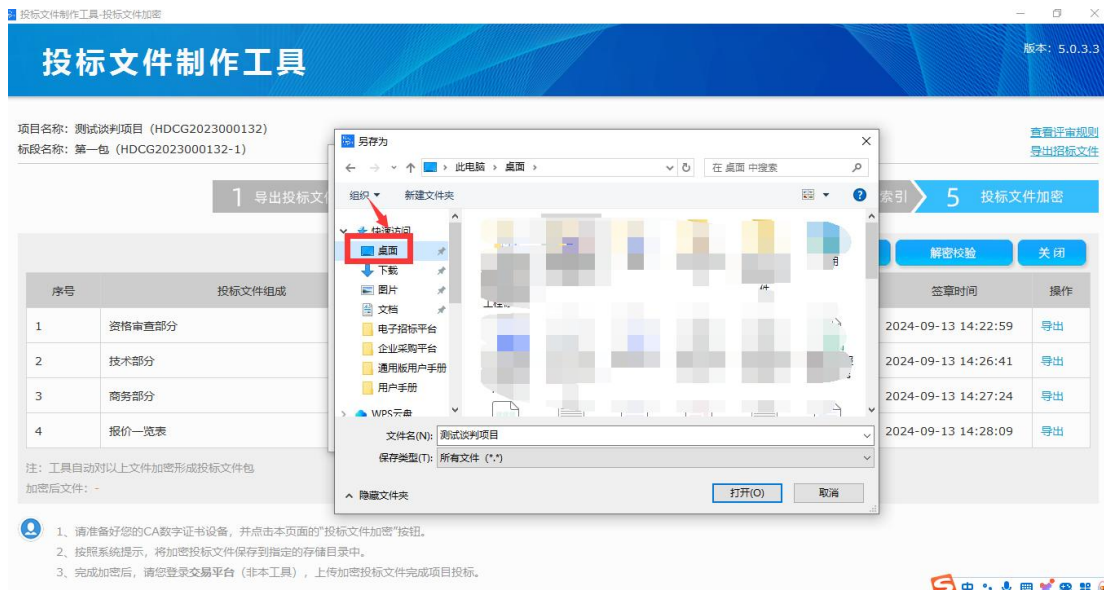 投标文件制作工具-投标文件加密
投标文件制作工具
版本：5.0.3.3
项目名称：测试谈判项目（HDCG2023000132）
标段名称：第一包（HDCG2023000132-1）
查看评审规则
导出招标文件
1 导出投标文
索引
5 投标文件加密
解密校验
关闭
序号
投标文件组成
签章时间
操作
1
资格审查部分
2024-09-13 14:22:59
导出
2
技术部分
2024-09-13 14:26:41
导出
3
商务部分
2024-09-13 14:27:24
导出
4
报价一览表
2024-09-13 14:28:09
导出
注：工具自动对以上文件加密形成投标文件包
加密后文件：-
1、请准备好您的CA数字证书设备，并点击本页面的"投标文件加密"按钮。
2、按照系统提示，将加密投标文件保存到指定的存储目录中。
3、完成加密后，请您登录交易平台（非本工具），上传加密投标文件完成项目投标。
另存为
此电脑 › 桌面 ›
在 桌面 中搜索
组织
新建文件夹
快速访问
桌面
下载
图片
文档
电子招标平台
企业采购平台
通用版用户手册
用户手册
WPS云盘
件
文件名(N): 测试谈判项目
保存类型(T): 所有文件 (*.*)
隐藏文件夹
打开(O)
取消
中